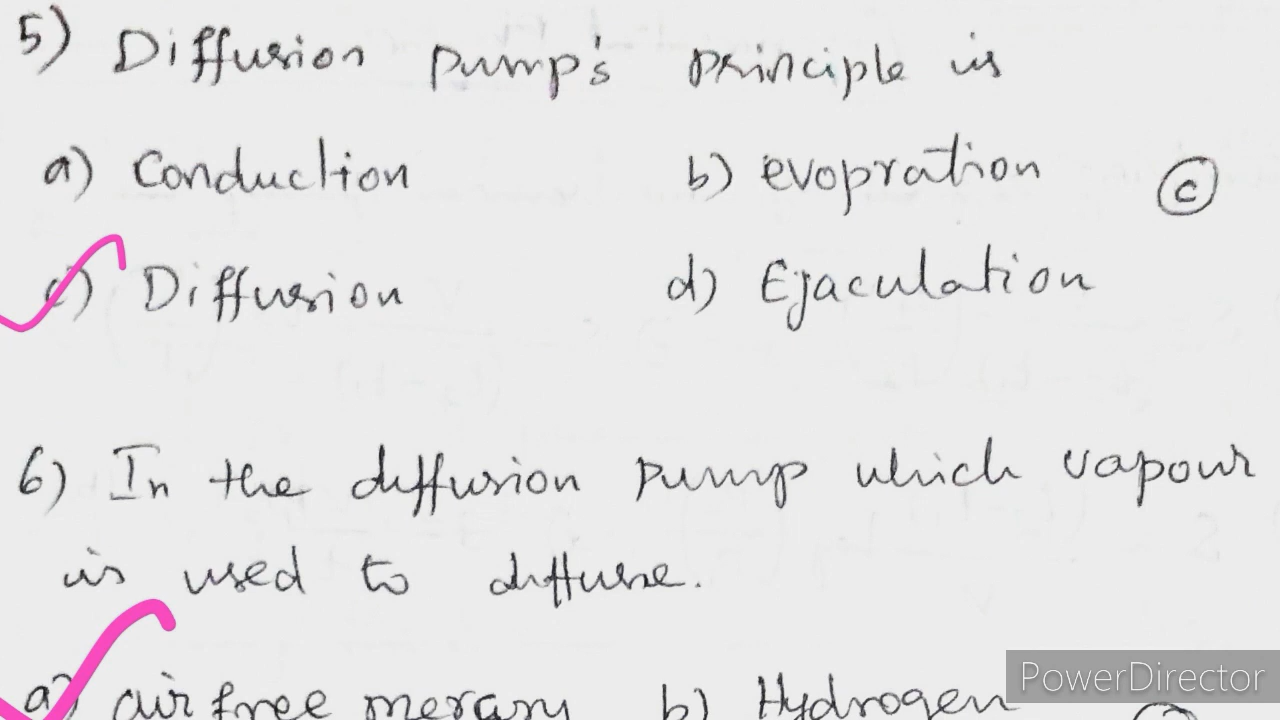 5) Diffusion pump's principle is
a) Conduction b) evopration
c
c) Diffusion d) Ejaculation
6) In the diffusion pump which vapour
is used to diffuse.
a) air free mercury b) Hydrogen
PowerDirector